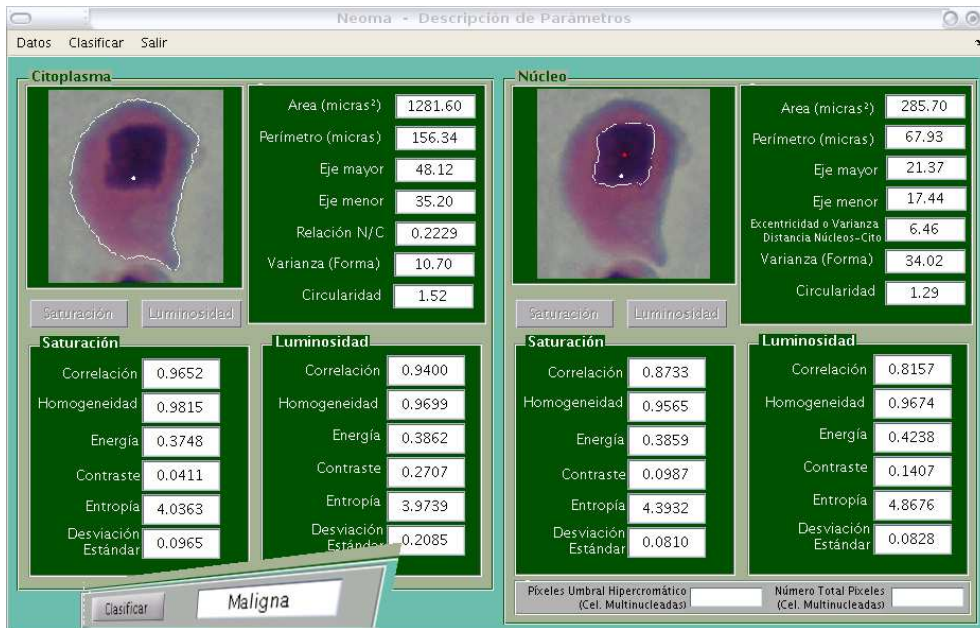 Neoma - Descripción de Parámetros
Datos Clasificar Salir
Citoplasma
Area (micras²) 1281.60
Perímetro (micras) 156.34
Eje mayor 48.12
Eje menor 35.20
Relación N/C 0.2229
Varianza (Forma) 10.70
Circularidad 1.52
Saturación Luminosidad
Saturación
Correlación 0.9652
Homogeneidad 0.9815
Energía 0.3748
Contraste 0.0411
Entropía 4.0363
Desviación
Estándar 0.0965
Luminosidad
Correlación 0.9400
Homogeneidad 0.9699
Energía 0.3862
Contraste 0.2707
Entropía 3.9739
Desviación
Estándar 0.2085
Clasificar Maligna
Núcleo
Area (micras²) 285.70
Perímetro (micras) 67.93
Eje mayor 21.37
Eje menor 17.44
Excentricidad o Varianza
Distancia Núcleos-Cito 6.46
Varianza (Forma) 34.02
Circularidad 1.29
Saturación Luminosidad
Saturación
Correlación 0.8733
Homogeneidad 0.9565
Energía 0.3859
Contraste 0.0987
Entropía 4.3932
Desviación
Estándar 0.0810
Luminosidad
Correlación 0.8157
Homogeneidad 0.9674
Energía 0.4238
Contraste 0.1407
Entropía 4.8676
Desviación
Estándar 0.0828
Píxeles Umbral Hipercromático
(Cel. Multinucleadas)
Número Total Pixeles
(Cel. Multinucleadas)